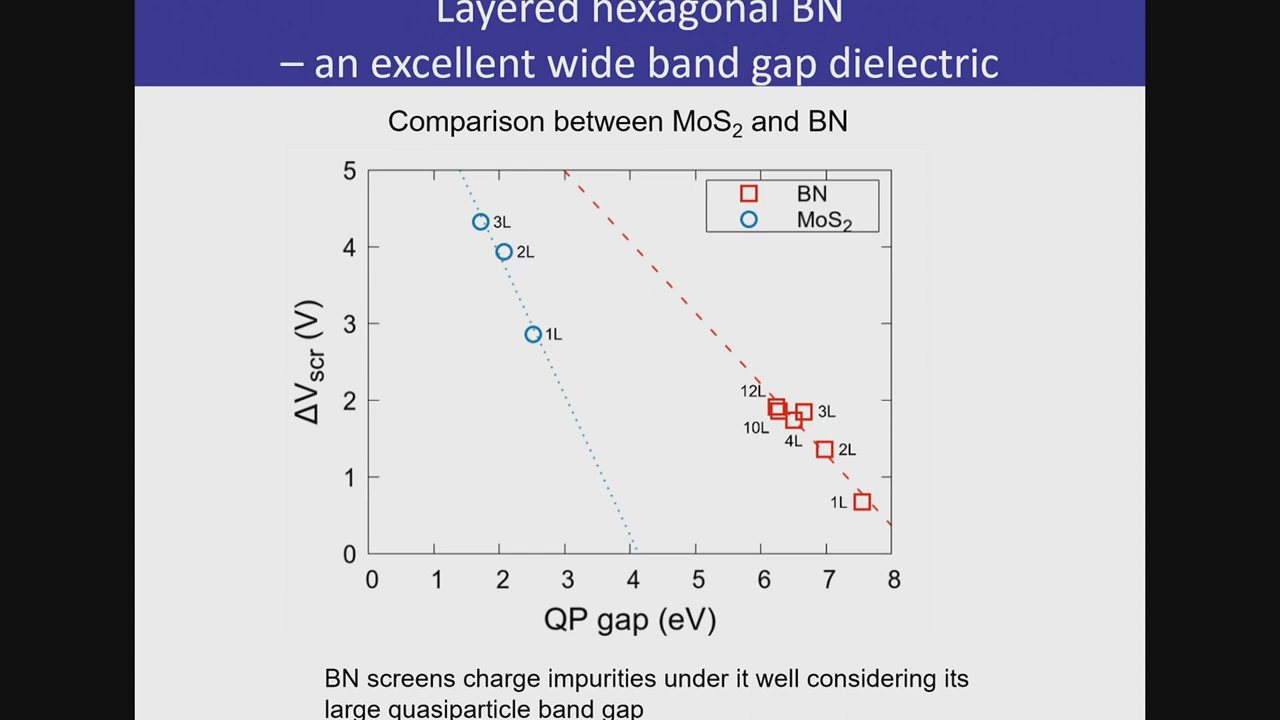 Layered hexagonal BN
– an excellent wide band gap dielectric
Comparison between MoS₂ and BN
5
4
3
2
1
0
ΔVscr (V)
BN
MoS₂
3L
2L
1L
12L
10L
4L
3L
2L
1L
0 1 2 3 4 5 6 7 8
QP gap (eV)
BN screens charge impurities under it well considering its
large quasiparticle band gap